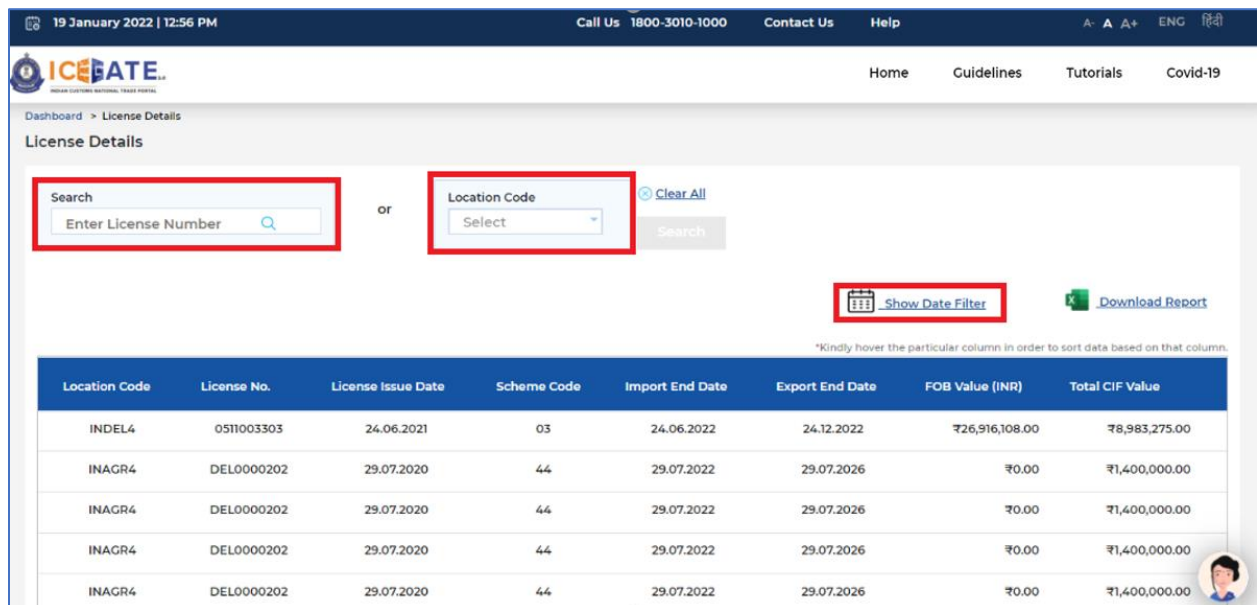 19 January 2022 | 12:56 PM Call Us 1800-3010-1000 Contact Us Help A- A A+ ENG हिंदी
ICEGATE
INDIAN CUSTOMS NATIONAL TRADE PORTAL
Home Guidelines Tutorials Covid-19
Dashboard > License Details
License Details
Search
Enter License Number
or
Location Code
Select
Clear All
Search
Show Date Filter Download Report
*Kindly hover the particular column in order to sort data based on that column.
Location Code License No. License Issue Date Scheme Code Import End Date Export End Date FOB Value (INR) Total CIF Value
INDEL4 0511003303 24.06.2021 03 24.06.2022 24.12.2022 ₹26,916,108.00 ₹8,983,275.00
INAGR4 DEL0000202 29.07.2020 44 29.07.2022 29.07.2026 ₹0.00 ₹1,400,000.00
INAGR4 DEL0000202 29.07.2020 44 29.07.2022 29.07.2026 ₹0.00 ₹1,400,000.00
INAGR4 DEL0000202 29.07.2020 44 29.07.2022 29.07.2026 ₹0.00 ₹1,400,000.00
INAGR4 DEL0000202 29.07.2020 44 29.07.2022 29.07.2026 ₹0.00 ₹1,400,000.00